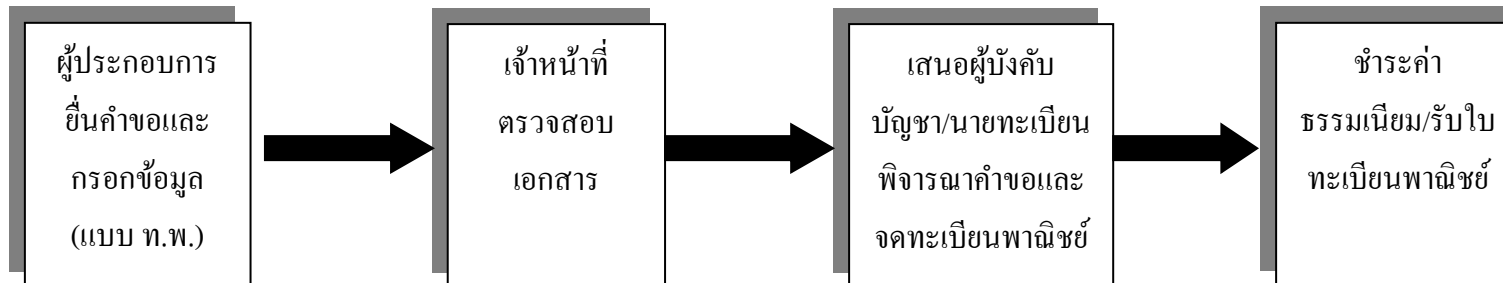 ผู้ประกอบการ
ยื่นคำขอและ
กรอกข้อมูล
(แบบ ท.พ.)
เจ้าหน้าที่
ตรวจสอบ
เอกสาร
เสนอผู้บังคับ
บัญชา/นายทะเบียน
พิจารณาคำขอและ
จดทะเบียนพาณิชย์
ชำระค่า
ธรรมเนียม/รับใบ
ทะเบียนพาณิชย์